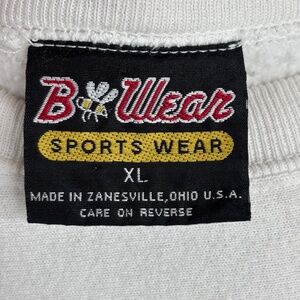 B Wear
SPORTS WEAR
XL
MADE IN ZANESVILLE, OHIO U.S.A.
CARE ON REVERSE